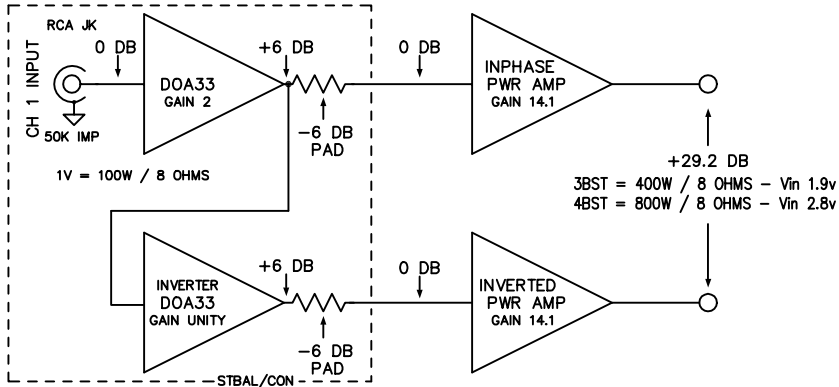 RCA JK
CH 1 INPUT
50K IMP
0 DB
DOA33
GAIN 2
+6 DB
-6 DB
PAD
1V = 100W / 8 OHMS
0 DB
INPHASE
PWR AMP
GAIN 14.1
+29.2 DB
3BST = 400W / 8 OHMS - Vin 1.9v
4BST = 800W / 8 OHMS - Vin 2.8v
INVERTER
DOA33
GAIN UNITY
+6 DB
-6 DB
PAD
0 DB
INVERTED
PWR AMP
GAIN 14.1
STBAL/CON